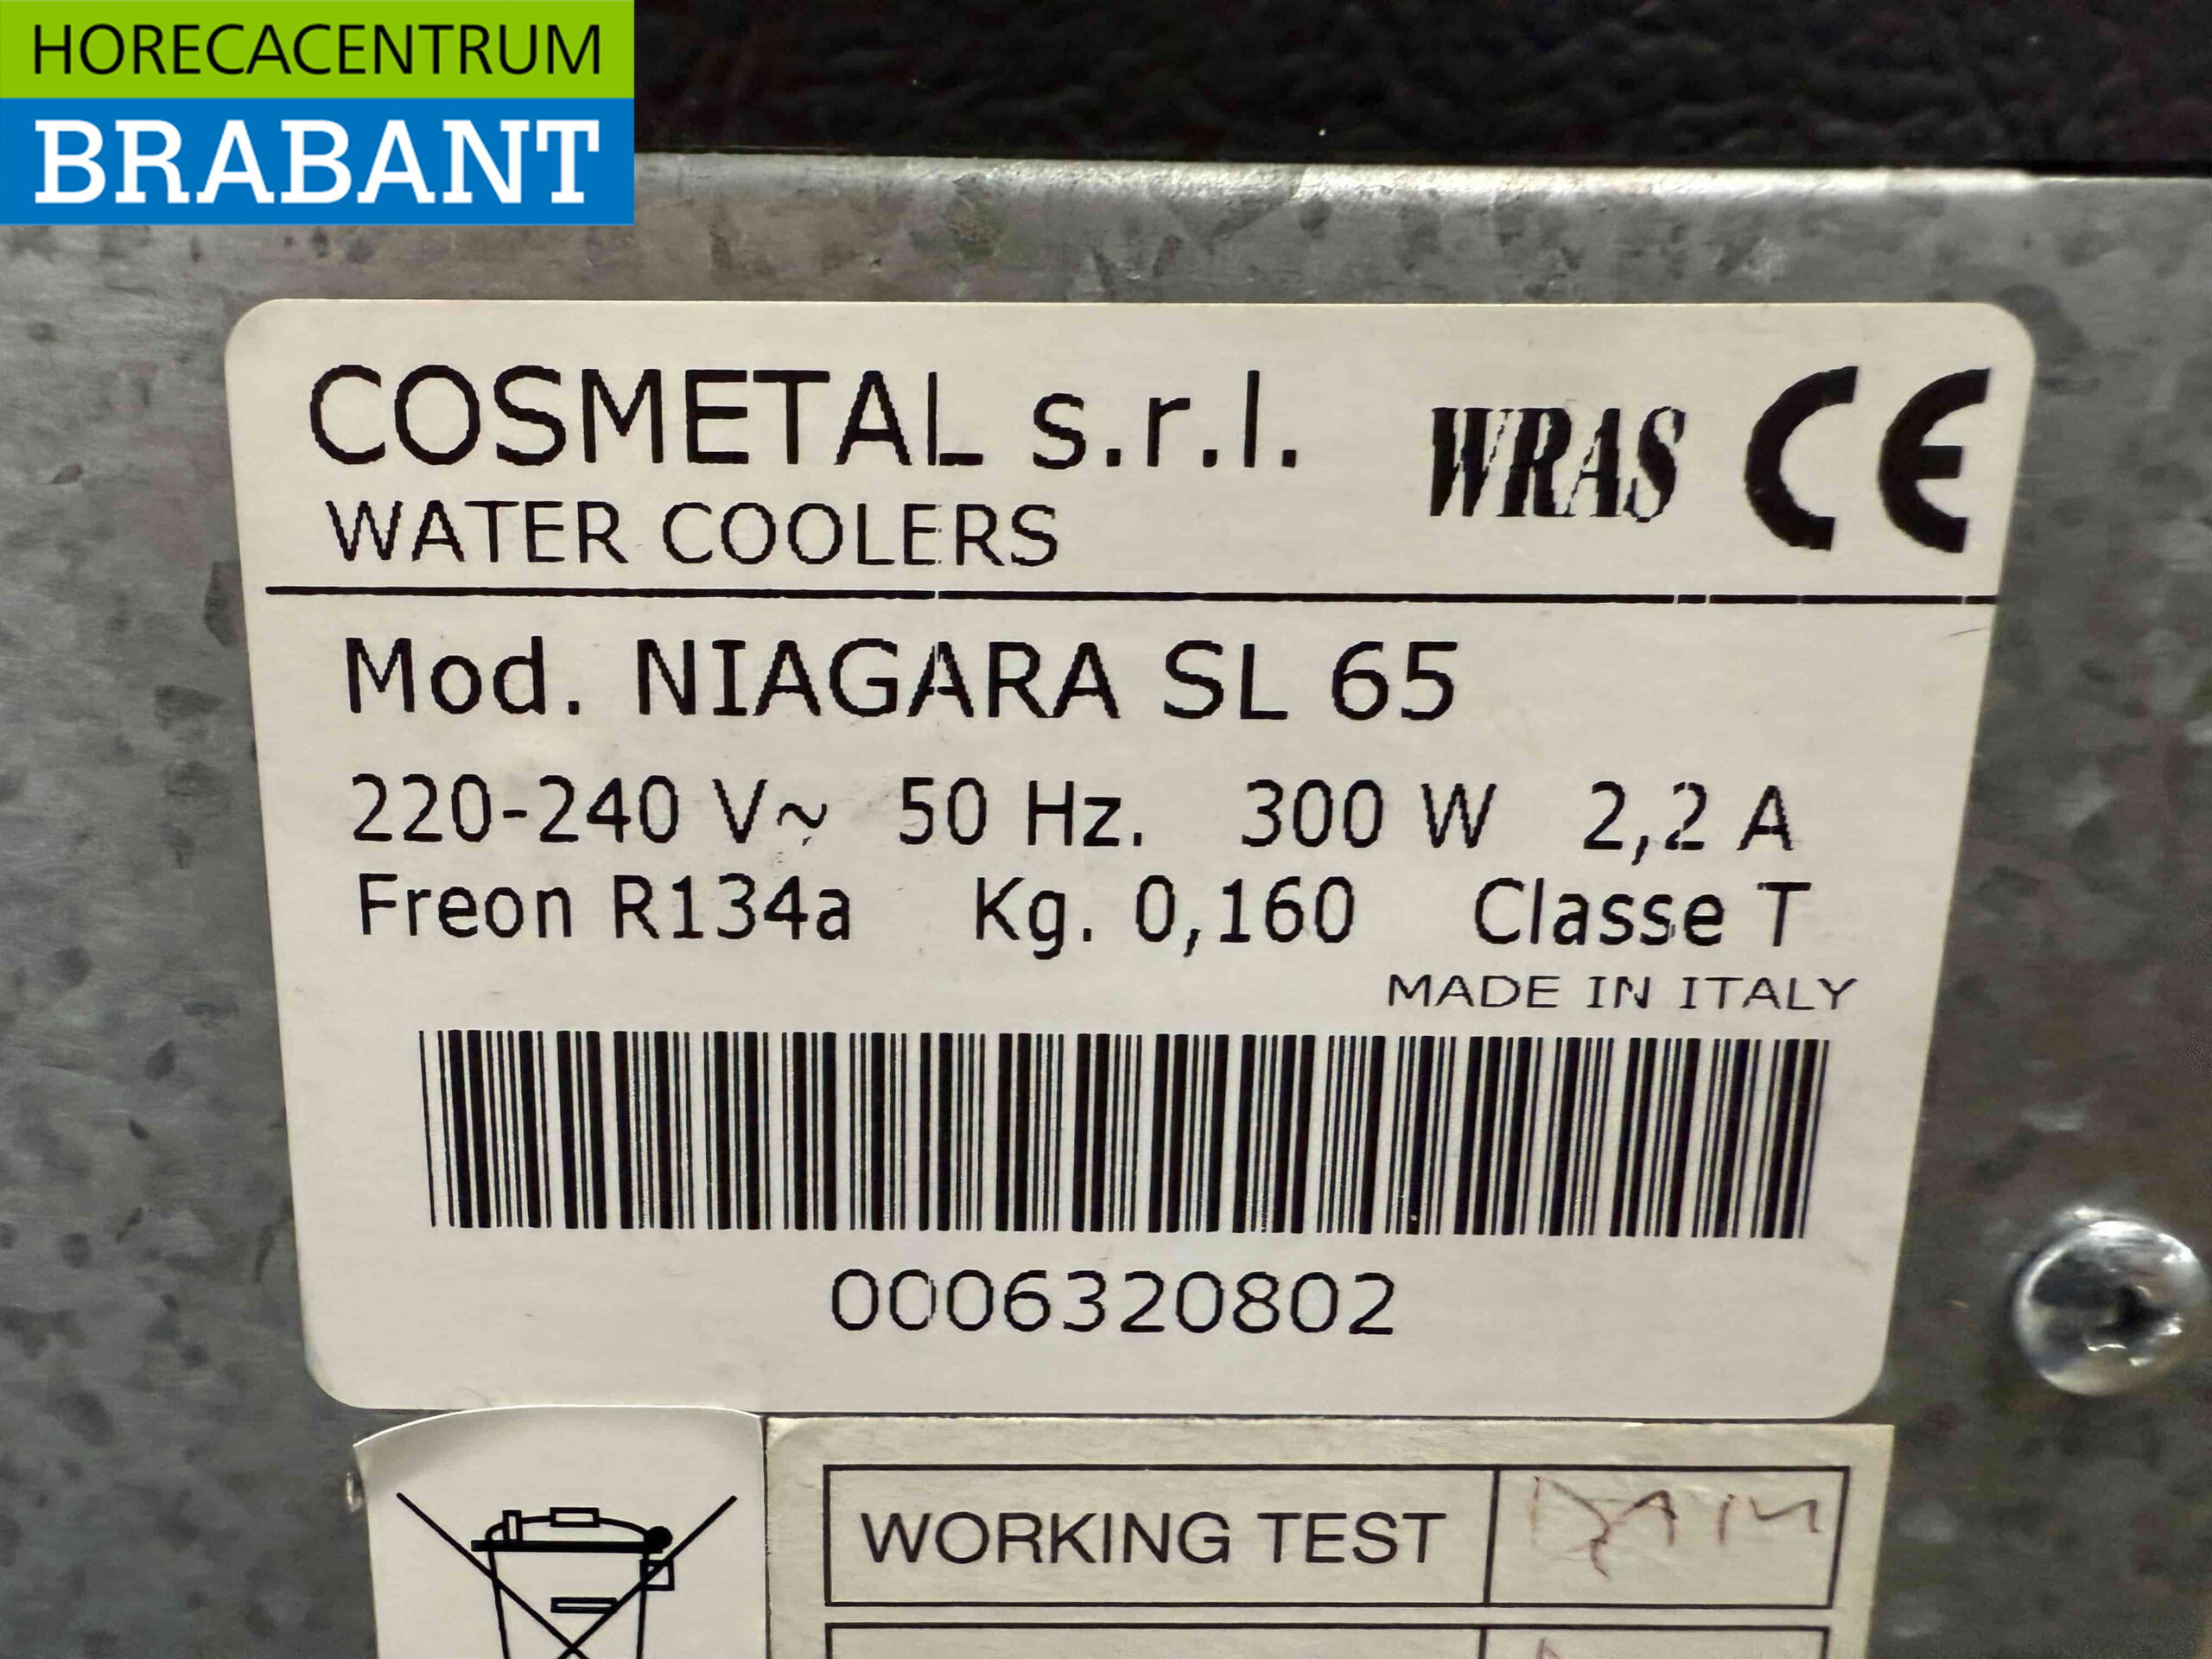 HORECACENTRUM
BRABANT
COSMETAL s.r.l.
WRAS CE
WATER COOLERS
Mod. NIAGARA SL 65
220-240 V~ 50 Hz. 300 W 2,2 A
Freon R134a Kg. 0,160 Classe T
MADE IN ITALY
0006320802
WORKING TEST